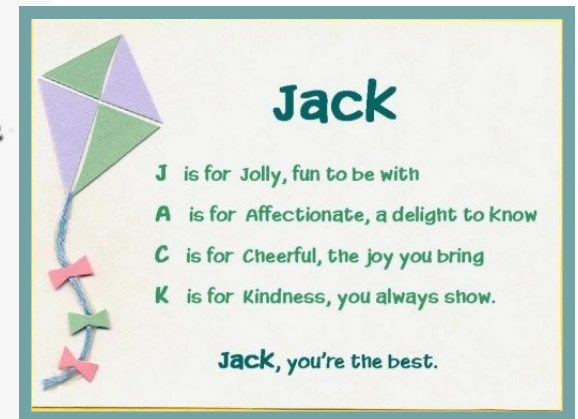 Jack
J is for Jolly, fun to be with
A is for Affectionate, a delight to know
C is for Cheerful, the joy you bring
K is for Kindness, you always show.
Jack, you're the best.